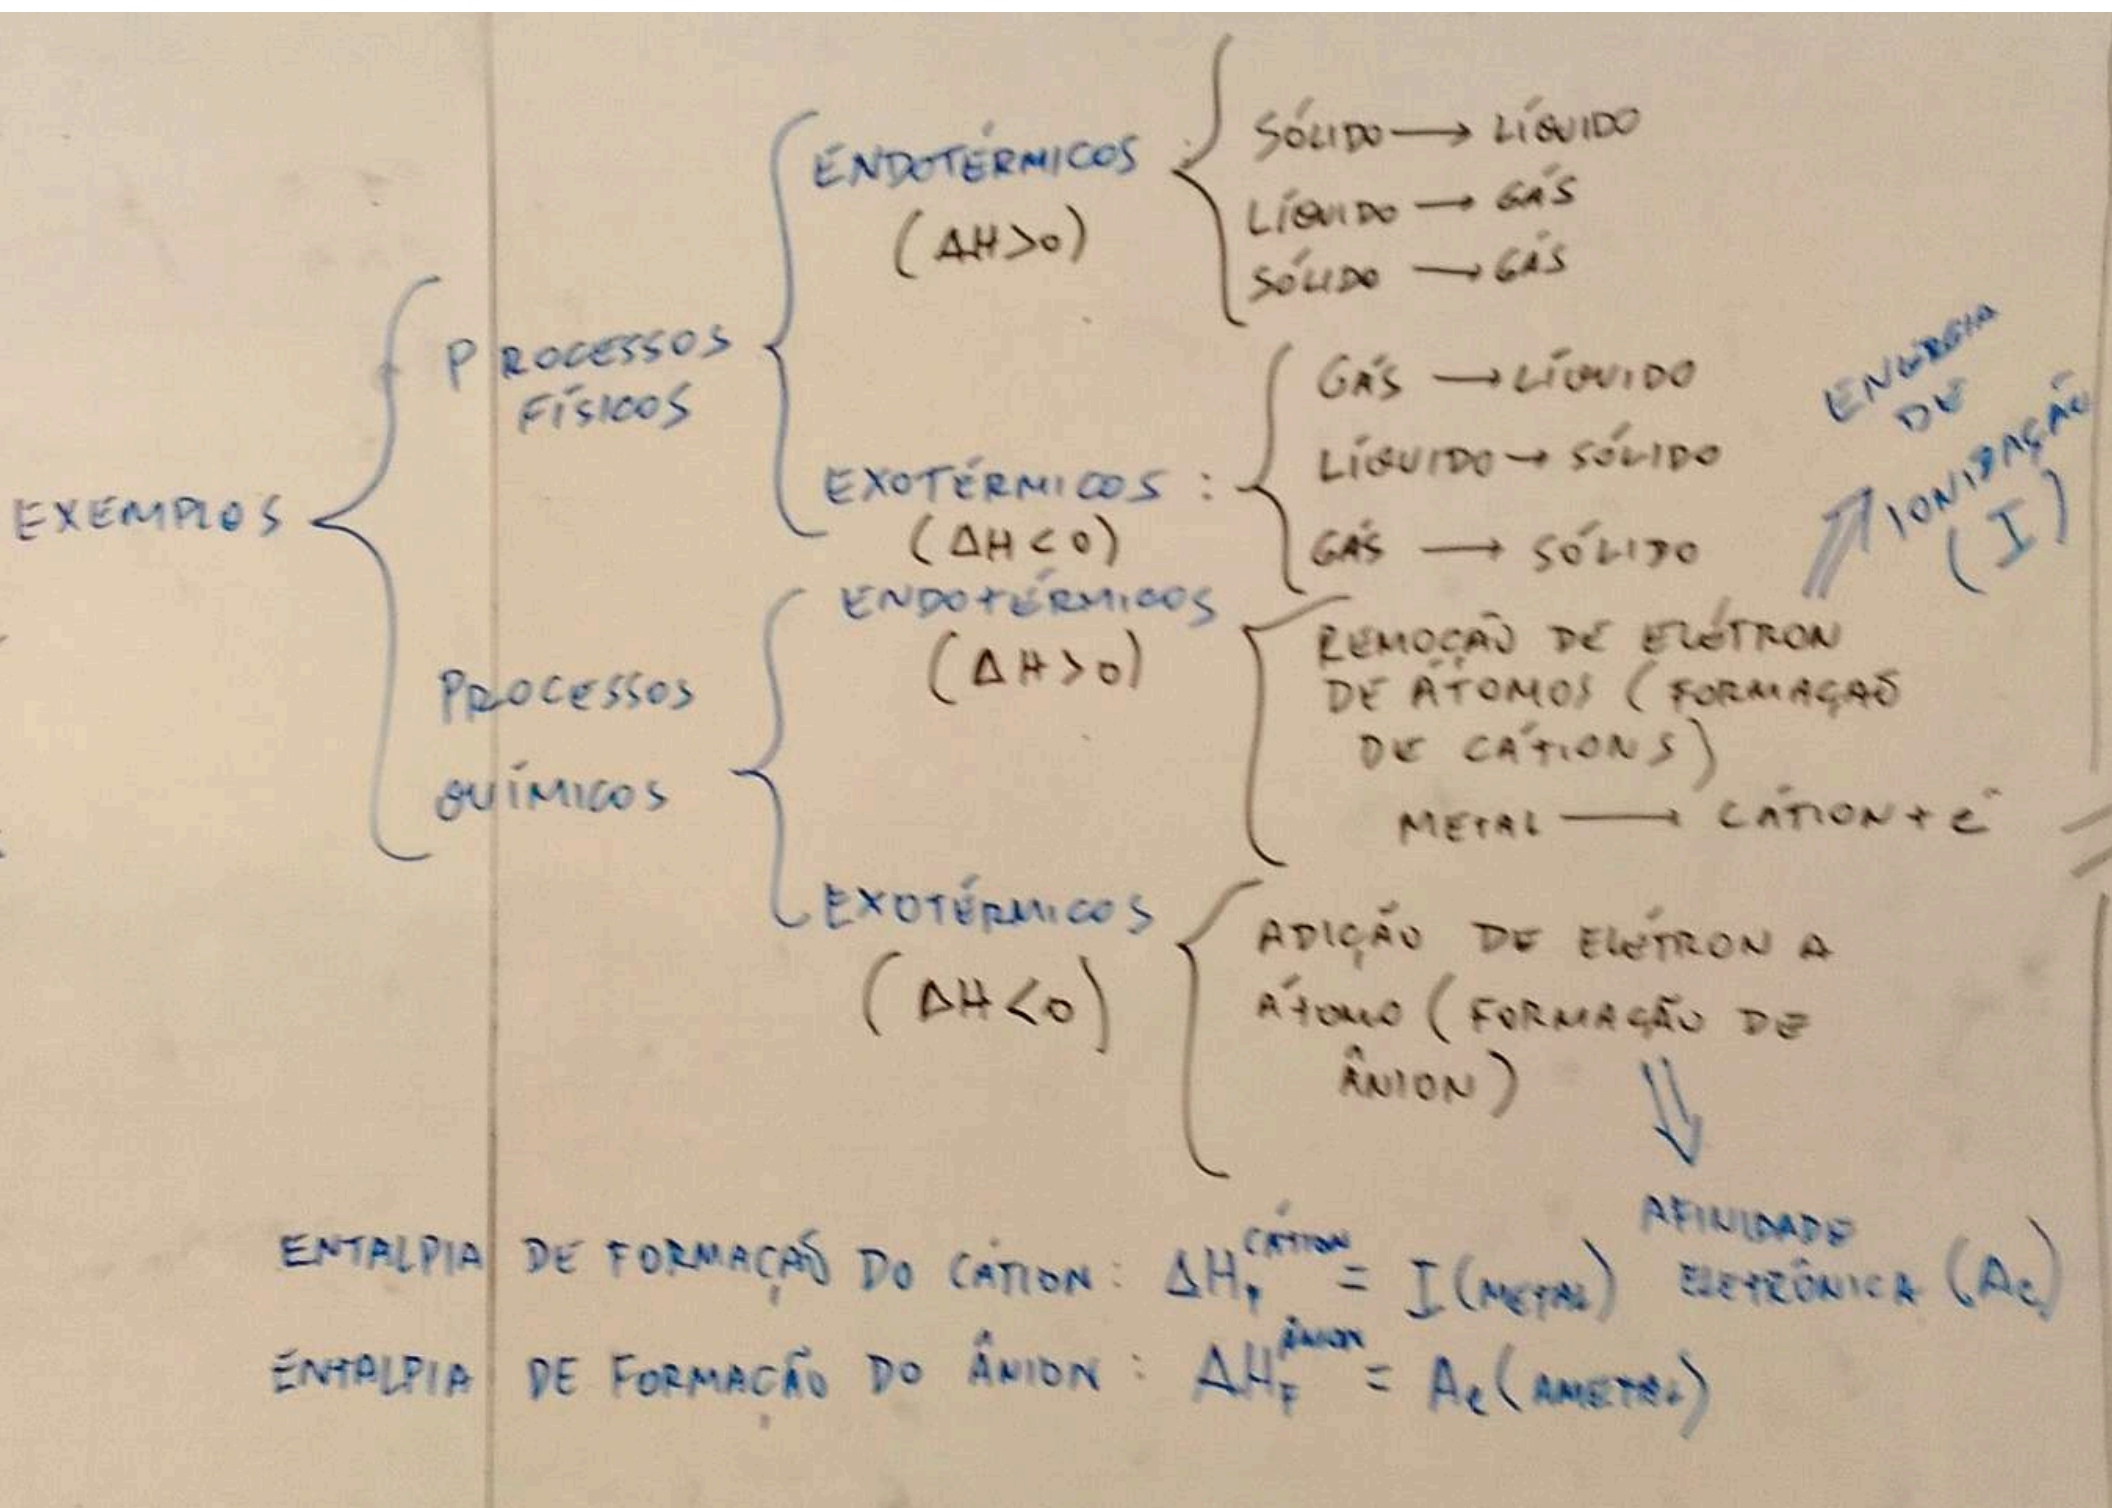 EXEMPLOS
PROCESSOS
FÍSICOS
ENDOTÉRMICOS
(ΔH>0)
SÓLIDO → LÍQUIDO
LÍQUIDO → GÁS
SÓLIDO → GÁS
EXOTÉRMICOS :
(ΔH<0)
GÁS → LÍQUIDO
LÍQUIDO → SÓLIDO
GÁS → SÓLIDO
PROCESSOS
QUÍMICOS
ENDOTÉRMICOS
(ΔH>0)
REMOÇÃO DE ELÉTRON
DE ÁTOMOS (FORMAÇÃO
DE CÁTIONS)
METAL → CÁTION + e⁻
ENERGIA
DE
IONIZAÇÃO
(I)
EXOTÉRMICOS
(ΔH<0)
ADIÇÃO DE ELÉTRON A
ÁTOMO (FORMAÇÃO DE
ÂNION)
AFINIDADE
ELETRÔNICA (Ae)
ENTALPIA DE FORMAÇÃO DO CÁTION : ΔH_F^CÁTION = I (METAL)
ENTALPIA DE FORMAÇÃO DO ÂNION : ΔH_F^ÂNION = Ae (AMETAL)